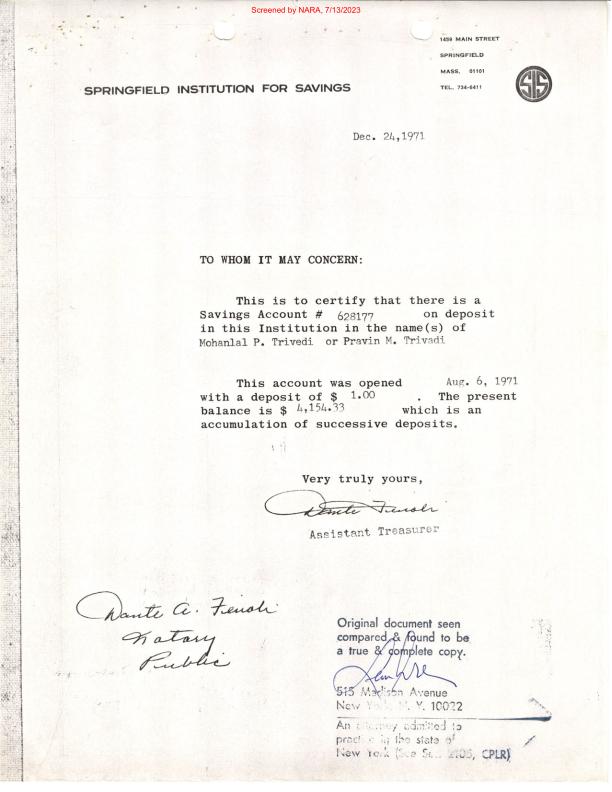 Screened by NARA, 7/13/2023
1459 MAIN STREET
SPRINGFIELD
MASS. 01101
TEL. 734-6411
SPRINGFIELD INSTITUTION FOR SAVINGS
SIS
Dec. 24,1971
TO WHOM IT MAY CONCERN:
This is to certify that there is a
Savings Account # 628177 on deposit
in this Institution in the name(s) of
Mohanlal P. Trivedi or Pravin M. Trivadi
This account was opened Aug. 6, 1971
with a deposit of $ 1.00 . The present
balance is $ 4,154.33 which is an
accumulation of successive deposits.
Very truly yours,
Dante Fenoli
Assistant Treasurer
Dante A. Fenoli
Notary
Public
Original document seen
compared & found to be
a true & complete copy.
515 Madison Avenue
New York, N. Y. 10022
An attorney admitted to
practice in the state of
New York (See Sec. 2105, CPLR)